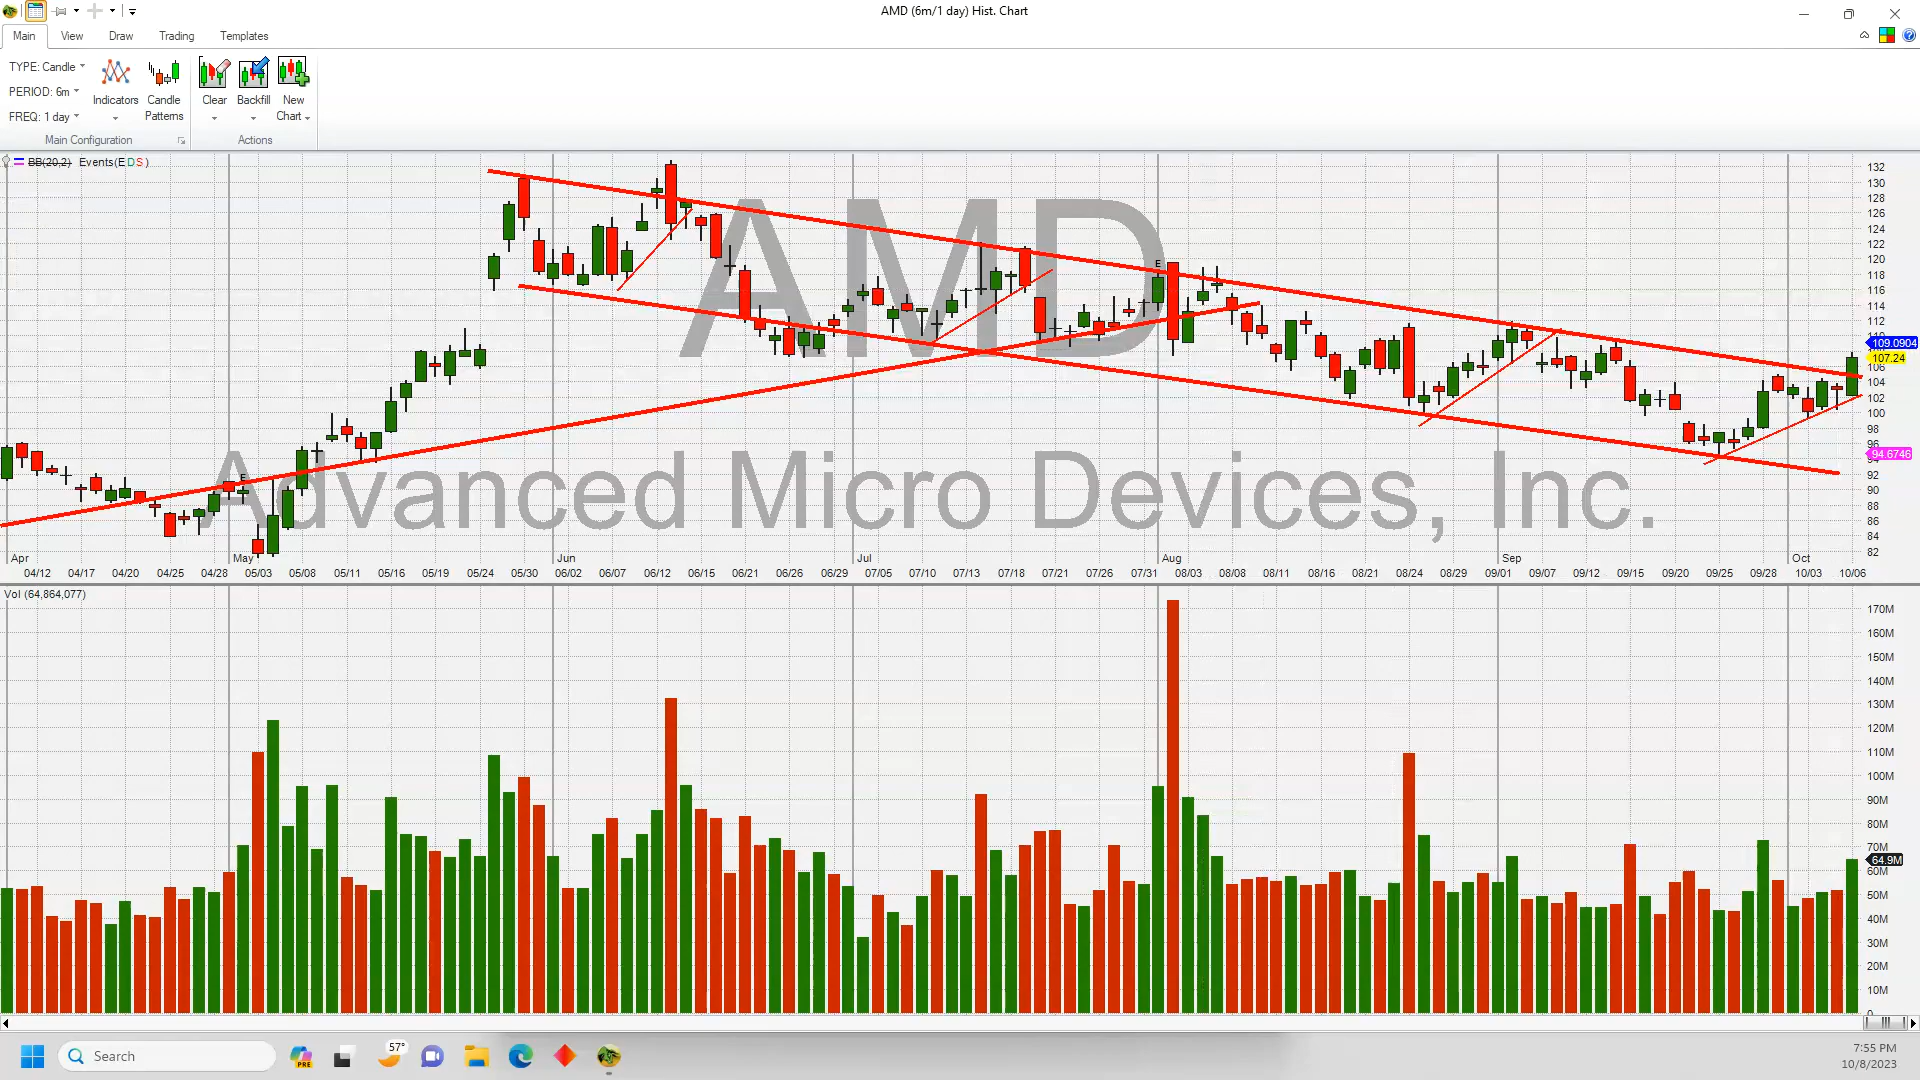 AMD (6m/1 day) Hist. Chart
Main View Draw Trading Templates
TYPE: Candle
PERIOD: 6m
FREQ: 1 day
Indicators
Candle Patterns
Clear
Backfill
New Chart
Main Configuration
Actions
BB(20,2) Events(EDS)
AMD
Advanced Micro Devices, Inc.
E
E
132
130
128
126
124
122
120
118
116
114
112
110
109.0904
107.24
106
104
102
100
98
96
94.6746
94
92
90
88
86
84
82
Apr May Jun Jul Aug Sep Oct
04/12 04/17 04/20 04/25 04/28 05/03 05/08 05/11 05/16 05/19 05/24 05/30 06/02 06/07 06/12 06/15 06/21 06/26 06/29 07/05 07/10 07/13 07/18 07/21 07/26 07/31 08/03 08/08 08/11 08/16 08/21 08/24 08/29 09/01 09/07 09/12 09/15 09/20 09/25 09/28 10/03 10/06
Vol (64,864,077)
170M
160M
150M
140M
130M
120M
110M
100M
90M
80M
70M
64.9M
60M
50M
40M
30M
20M
10M
0
Search
PRE
57°
7:55 PM
10/8/2023